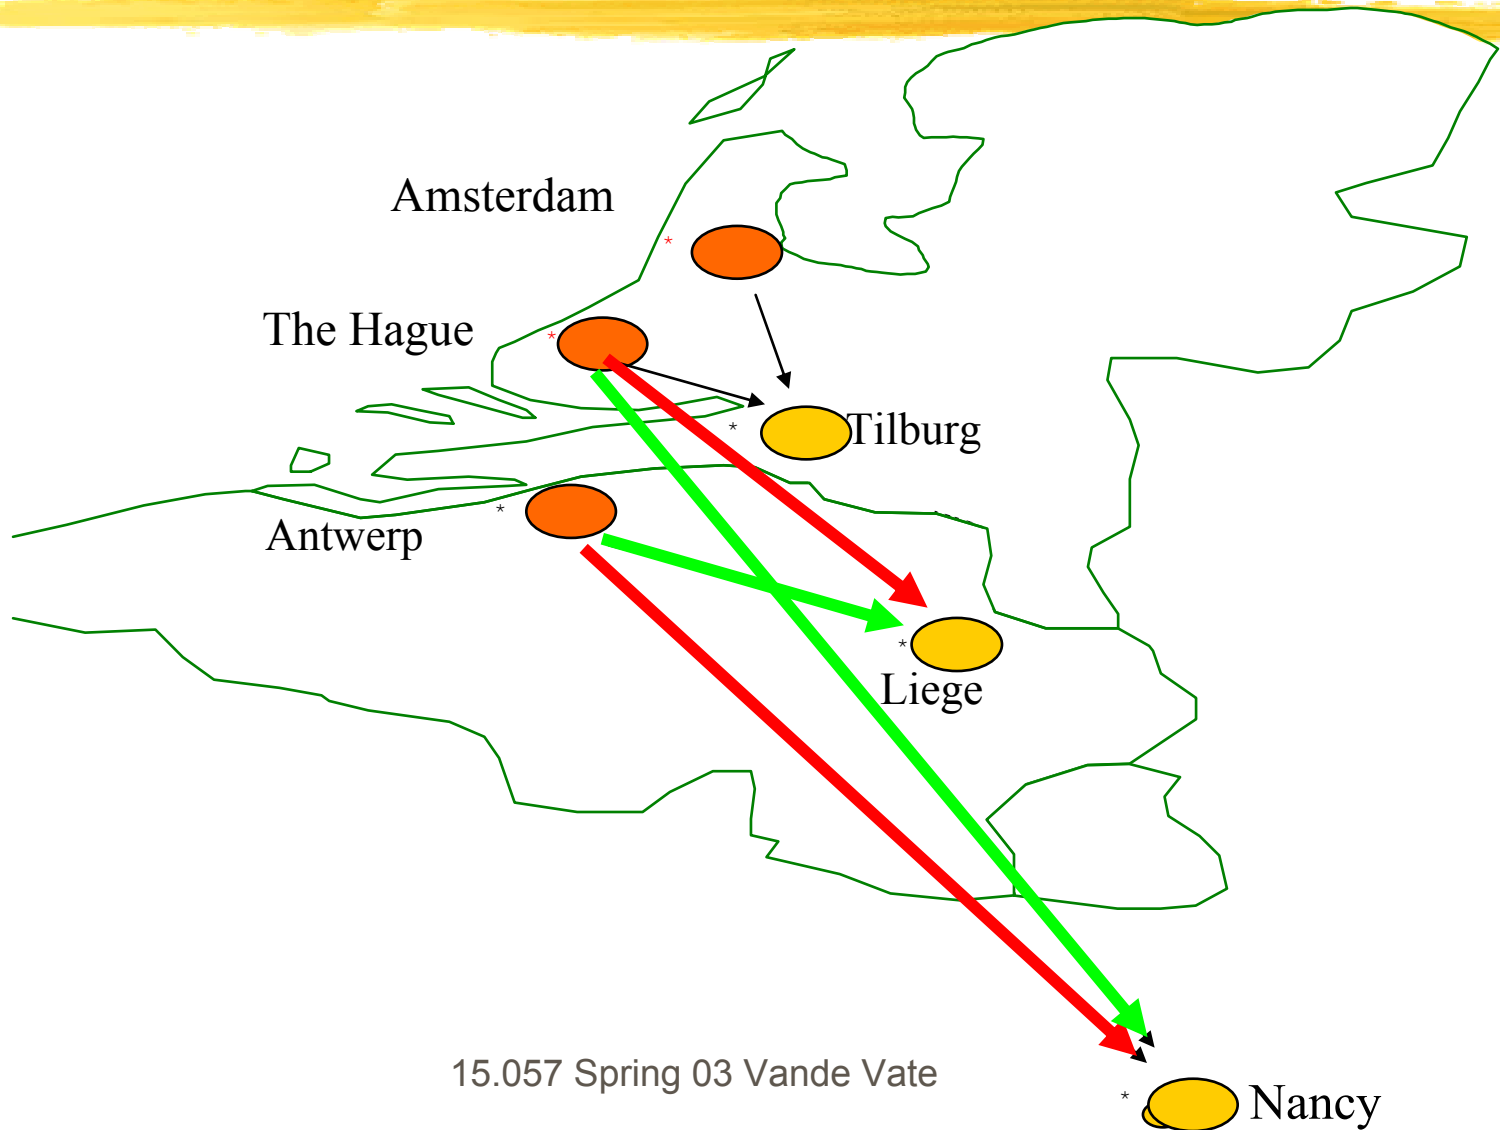 Amsterdam
*
The Hague
*
* Tilburg
*
Antwerp
*
Liege
15.057 Spring 03 Vande Vate
* Nancy